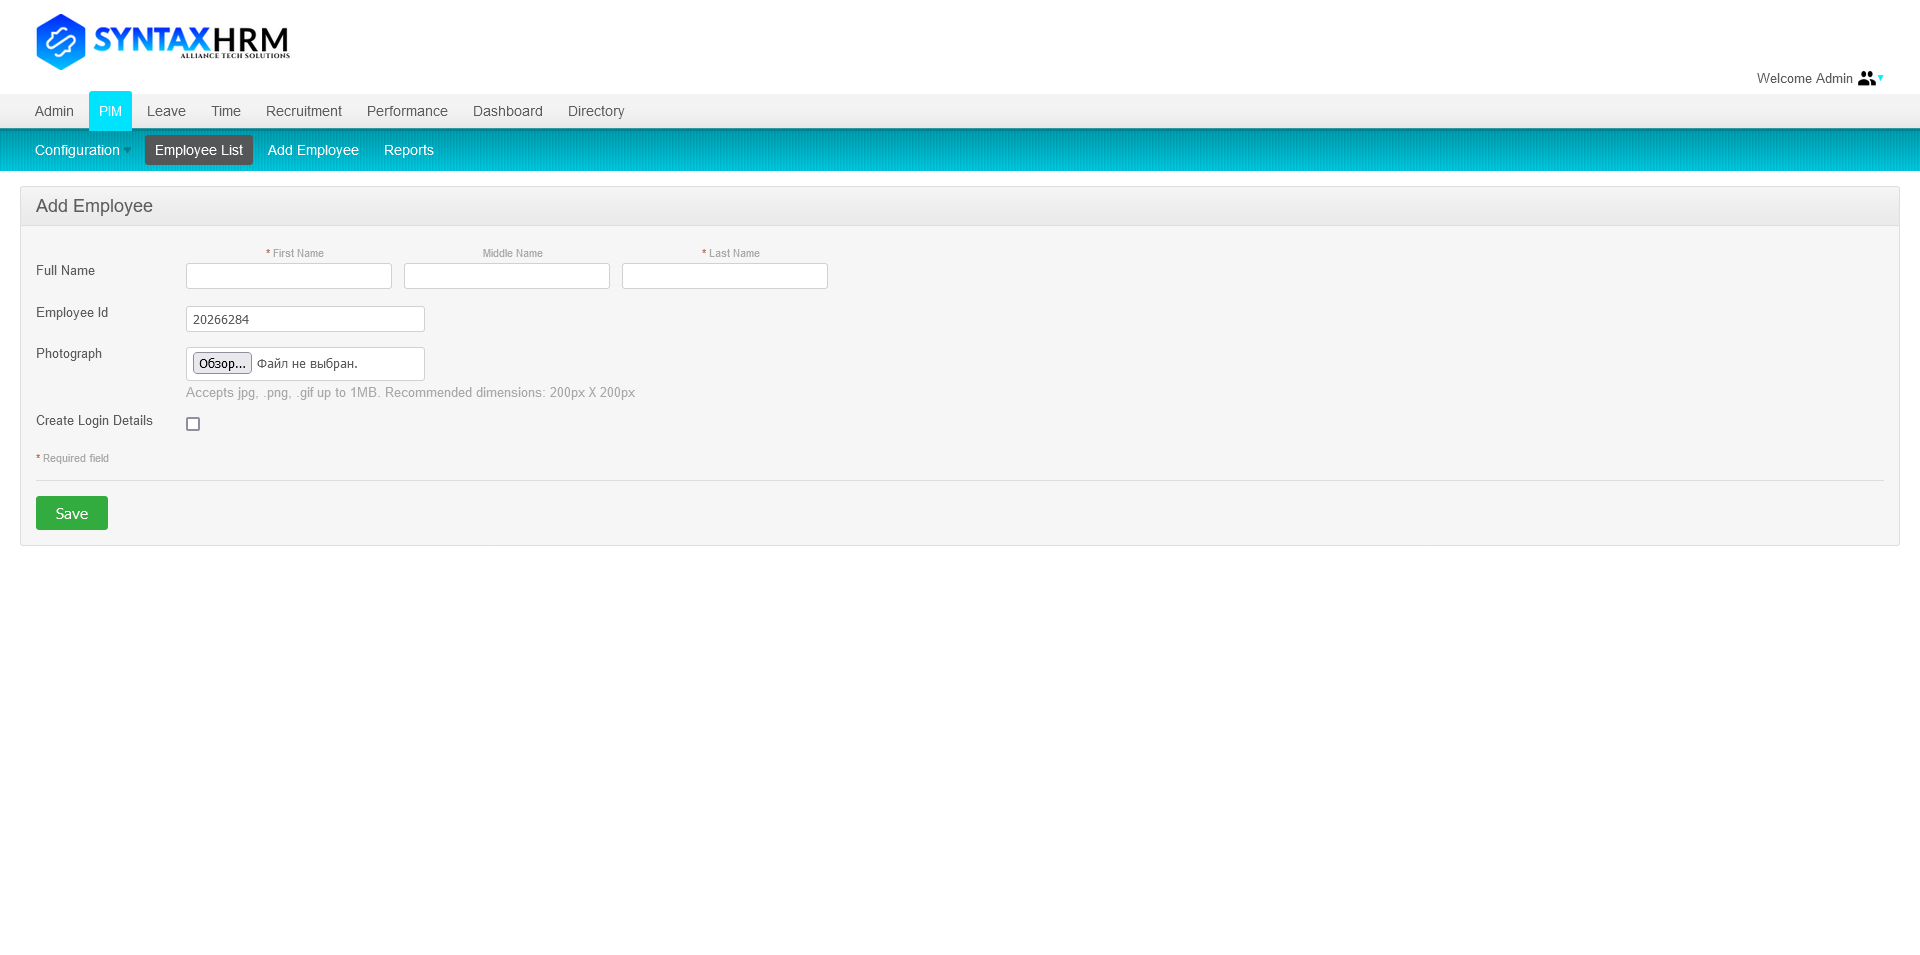 SYNTAXHRM
ALLIANCE TECH SOLUTIONS
Welcome Admin
Admin PIM Leave Time Recruitment Performance Dashboard Directory
Configuration Employee List Add Employee Reports
Add Employee
* First Name Middle Name * Last Name
Full Name
Employee Id 20266284
Photograph Обзор... Файл не выбран.
Accepts jpg, .png, .gif up to 1MB. Recommended dimensions: 200px X 200px
Create Login Details
* Required field
Save